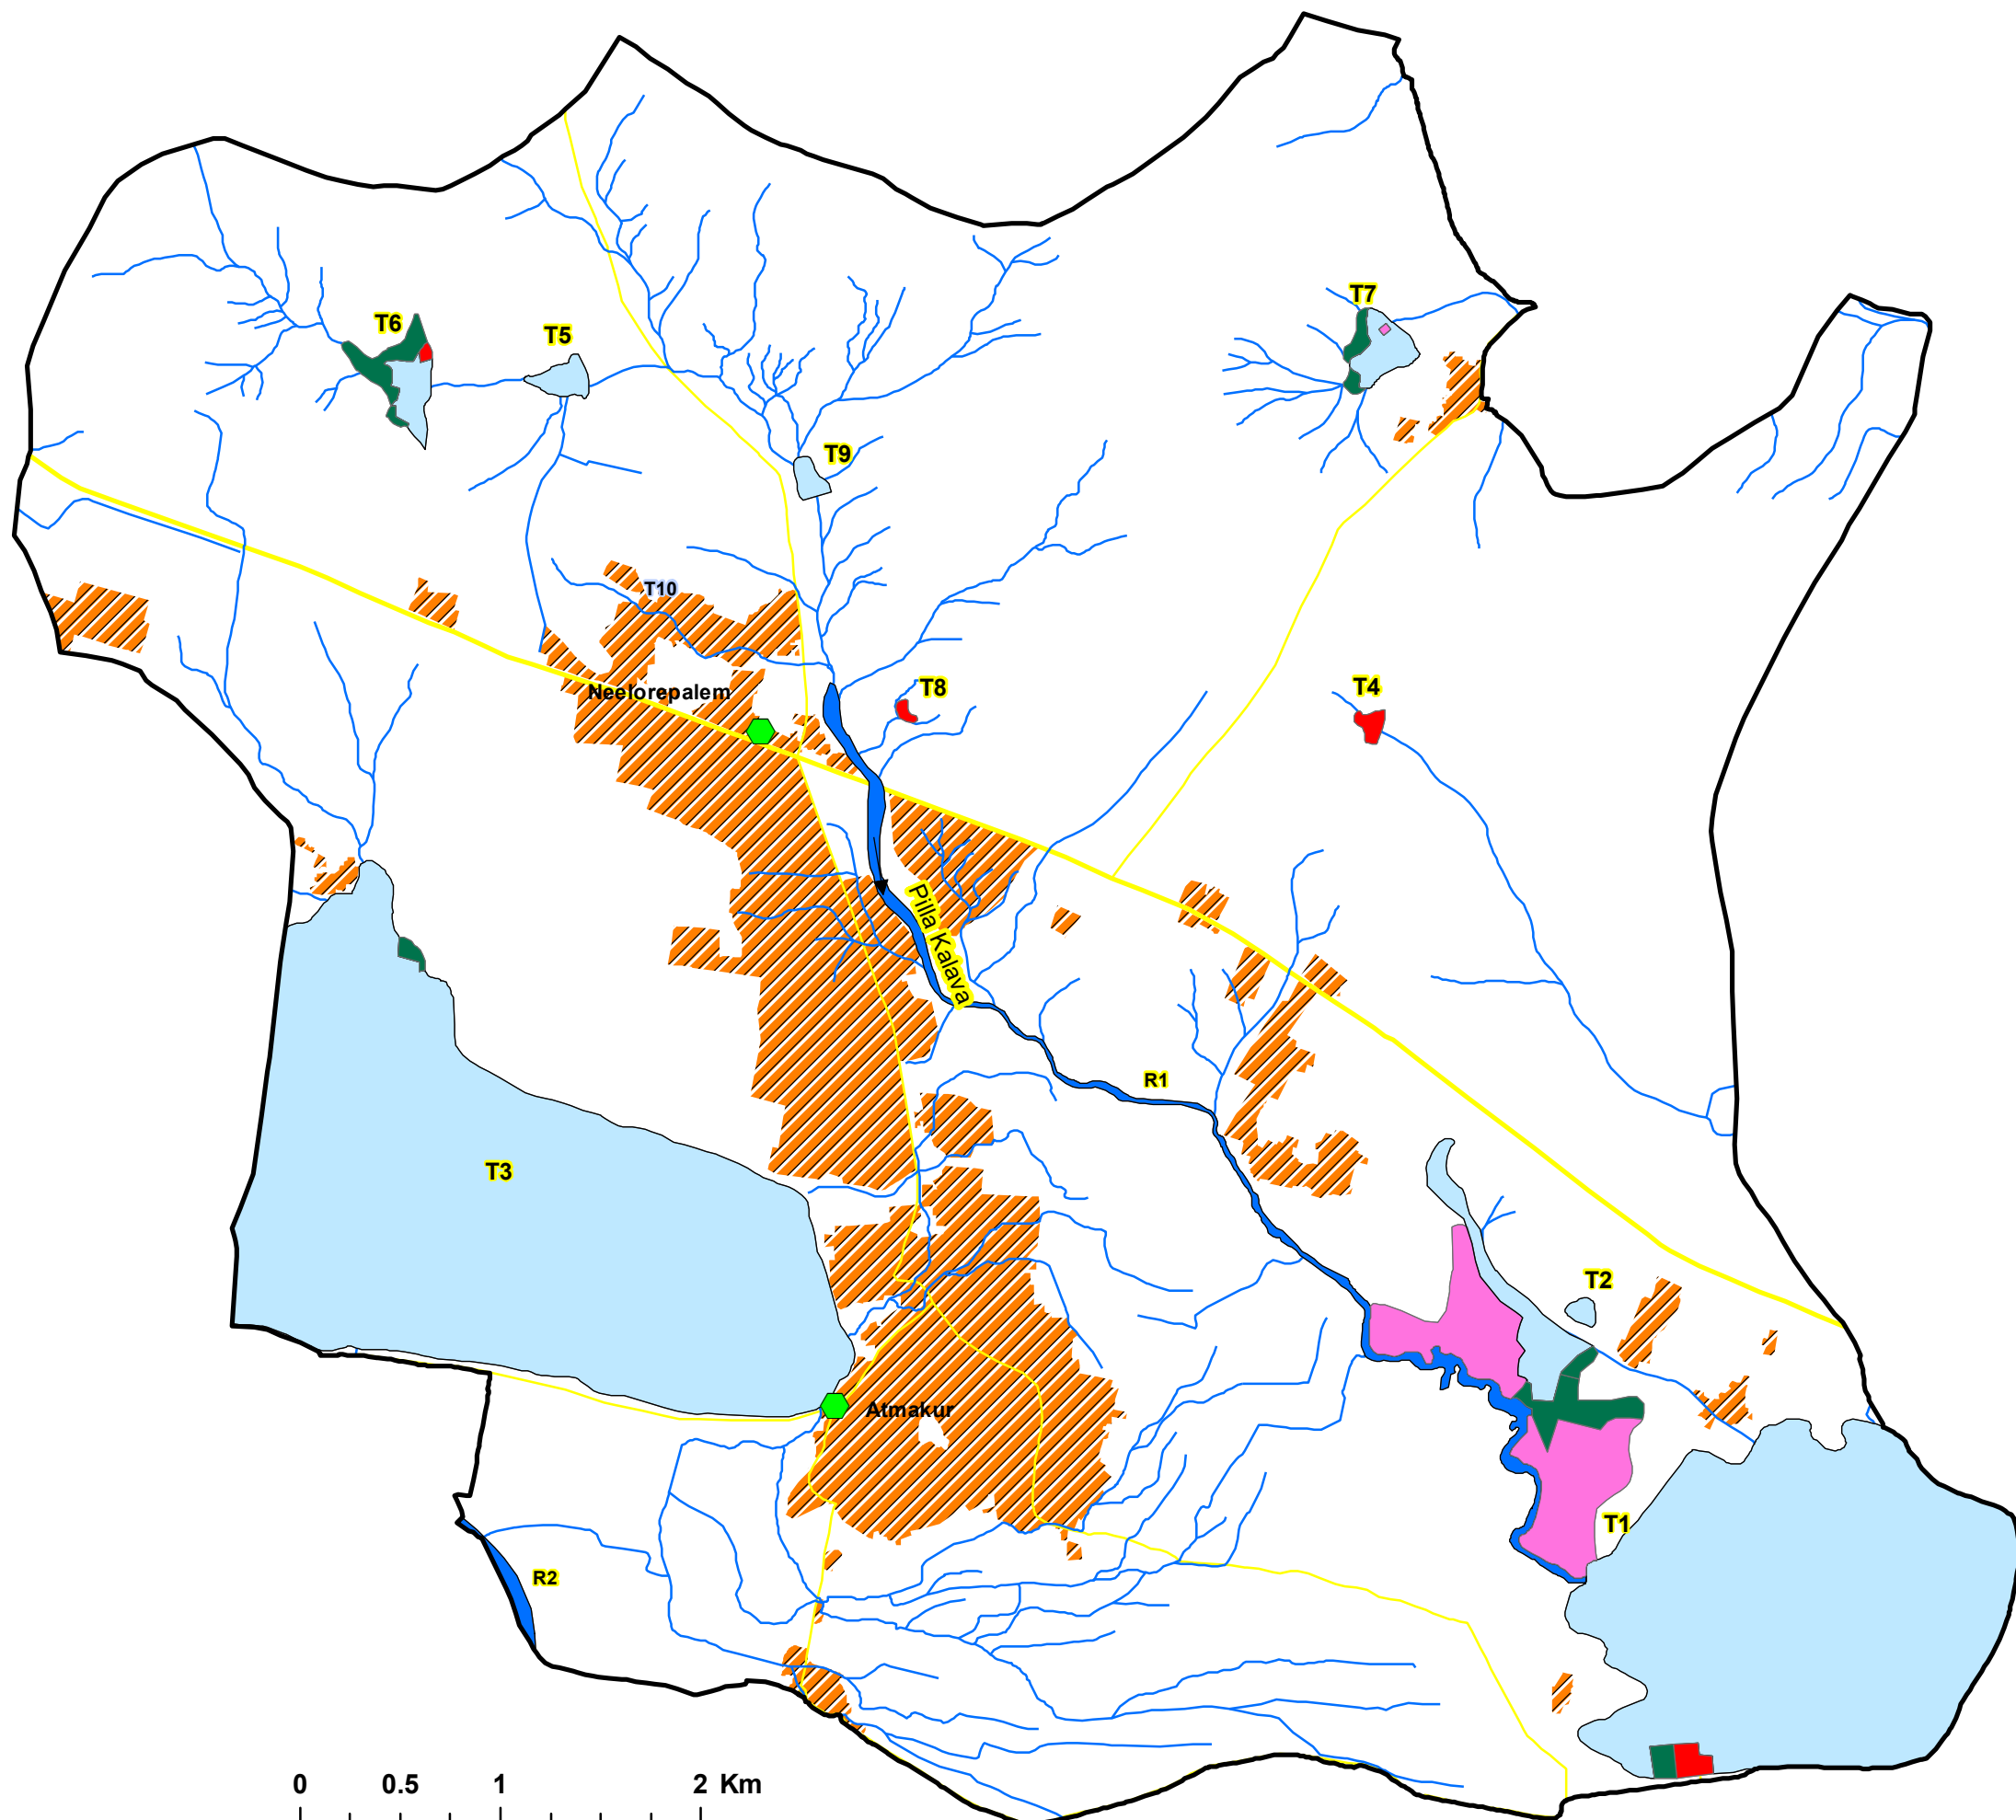 T7
T6
T5
T9
T10
T8
T4
Neelorepalem
Pilla Kalava
R1
T3
T2
Atmakur
T1
R2
0 0.5 1 2 Km